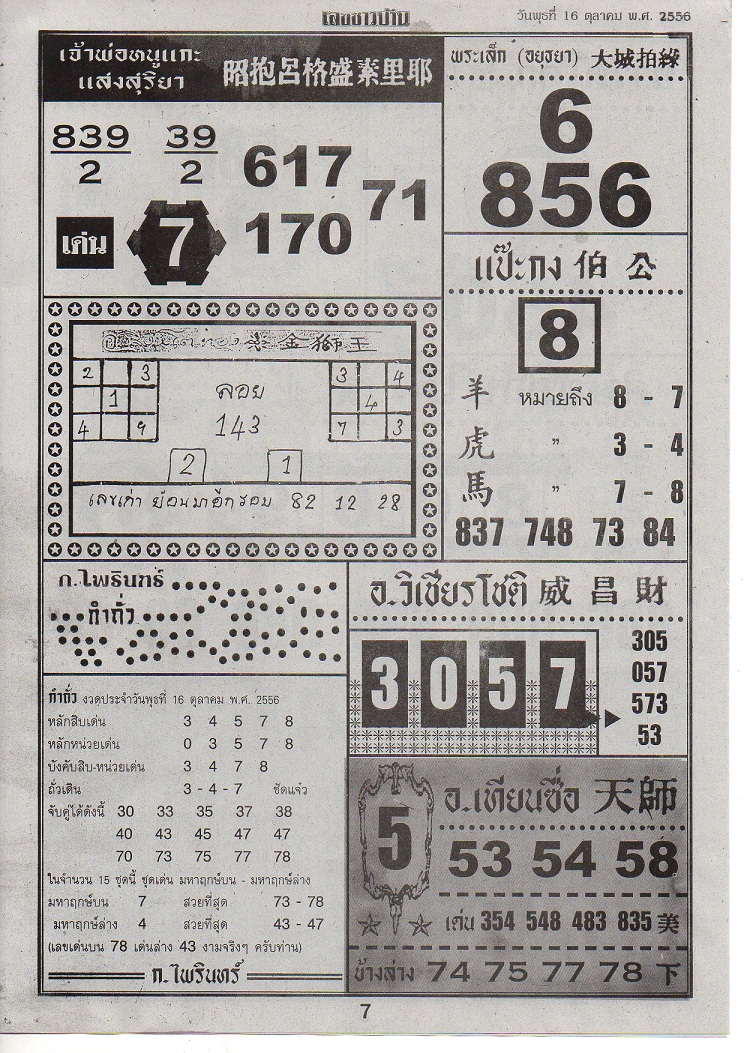 เลขชาวบ้าน
วันพุธที่ 16 ตุลาคม พ.ศ. 2556
เจ้าพ่อหนูแกะ
แสงสุริยา
昭抱呂格盛素里耶
839
2
39
2
617
71
170
เด่น
7
พระเส็ก (อยุธยา) 大城拍綠
6
856
แป๊ะกง 伯 公
8
羊 หมายถึง 8 - 7
虎 " 3 - 4
馬 " 7 - 8
837 748 73 84
金獅王
2 3
1
4 9
ลอย
143
3 4
4
7 3
2 1
เลขเก่า ย้อนมาอีกรอบ 82 12 28
ก.ไพรินทร์
กำถั่ว
กำถั่ว งวดประจำวันพุธที่ 16 ตุลาคม พ.ศ. 2556
หลักสิบเด่น 3 4 5 7 8
หลักหน่วยเด่น 0 3 5 7 8
บังคับสิบ-หน่วยเด่น 3 4 7 8
ถั่วเดิน 3 - 4 - 7 ชัดแจ๋ว
จับคู่ได้ดังนี้ 30 33 35 37 38
40 43 45 47 47
70 73 75 77 78
ในจำนวน 15 ชุดนี้ ชุดเด่น มหาฤกษ์บน - มหาฤกษ์ล่าง
มหาฤกษ์บน 7 สวยที่สุด 73 - 78
มหาฤกษ์ล่าง 4 สวยที่สุด 43 - 47
(เลขเด่นบน 78 เด่นล่าง 43 งามจริงๆ ครับท่าน)
ก.ไพรินทร์
อ.วิเชียรโชติ 威 昌 財
3 0 5 7
305
057
573
53
5
อ.เทียนซือ 天師
53 54 58
เด่น 354 548 483 835 美
ข้างล่าง 74 75 77 78 下
7